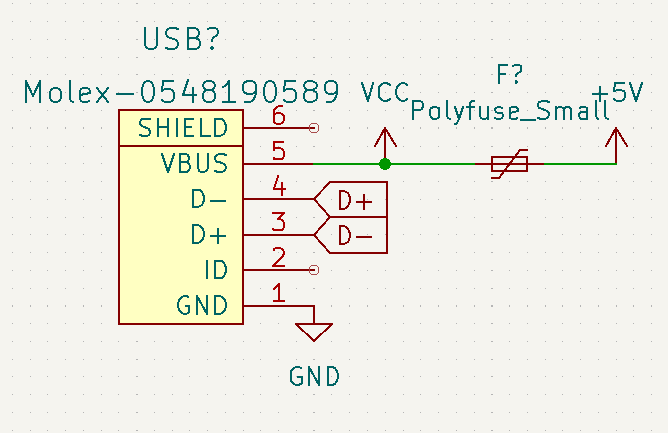 USB?
Molex-0548190589
F?
VCC
+5V
Polyfuse_Small
SHIELD 6
VBUS 5
D- 4 D+
D+ 3 D-
ID 2
GND 1
GND